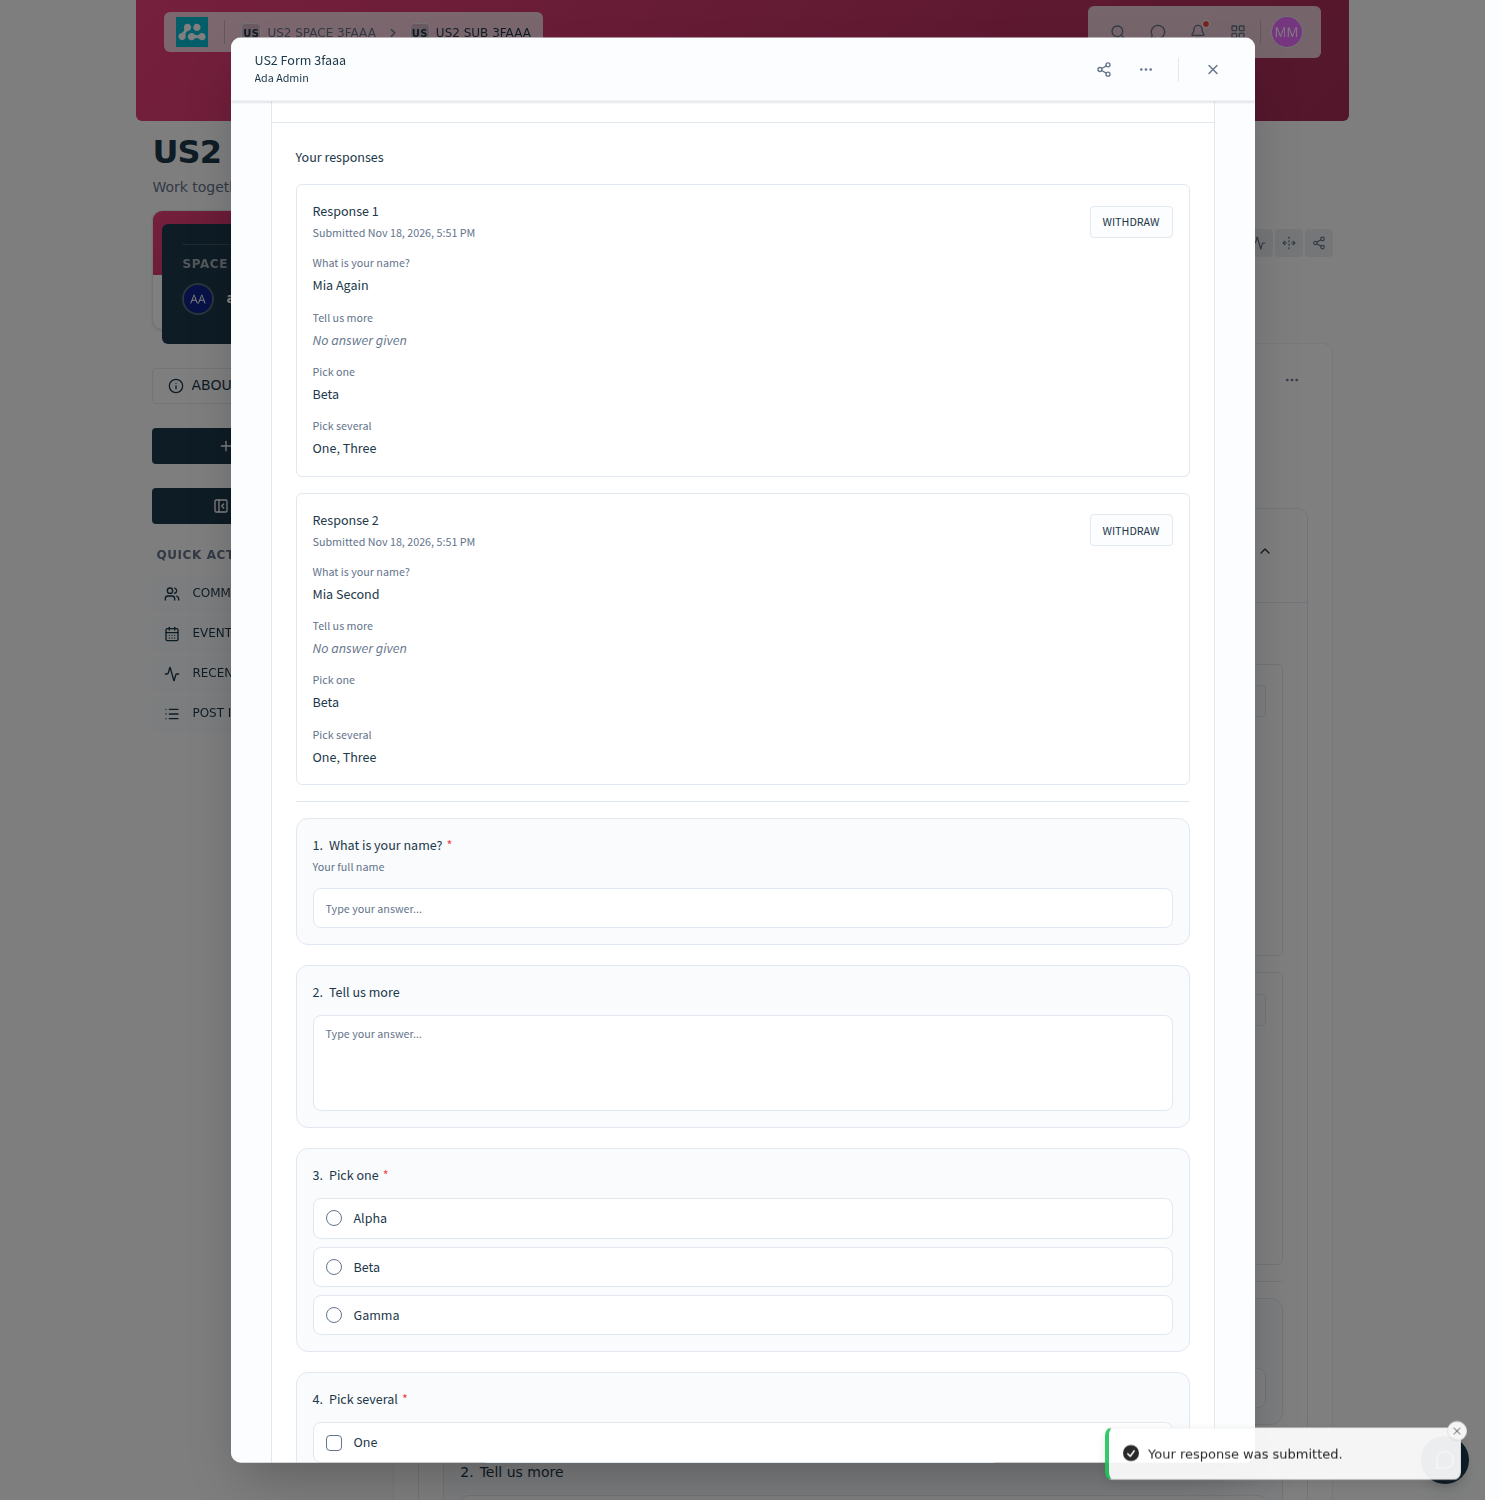 US US2 SPACE 3FAAA > US US2 SUB 3FAAA
MM
US2 Form 3faaa
Ada Admin
US2
Work toget
SPACE
AA
ABOU
QUICK ACT
COMM
EVENT
RECEN
POST I
Your responses
Response 1
WITHDRAW
Submitted Nov 18, 2026, 5:51 PM
What is your name?
Mia Again
Tell us more
No answer given
Pick one
Beta
Pick several
One, Three
Response 2
WITHDRAW
Submitted Nov 18, 2026, 5:51 PM
What is your name?
Mia Second
Tell us more
No answer given
Pick one
Beta
Pick several
One, Three
1. What is your name? *
Your full name
Type your answer...
2. Tell us more
Type your answer...
3. Pick one *
Alpha
Beta
Gamma
4. Pick several *
One
Your response was submitted.
2. Tell us more